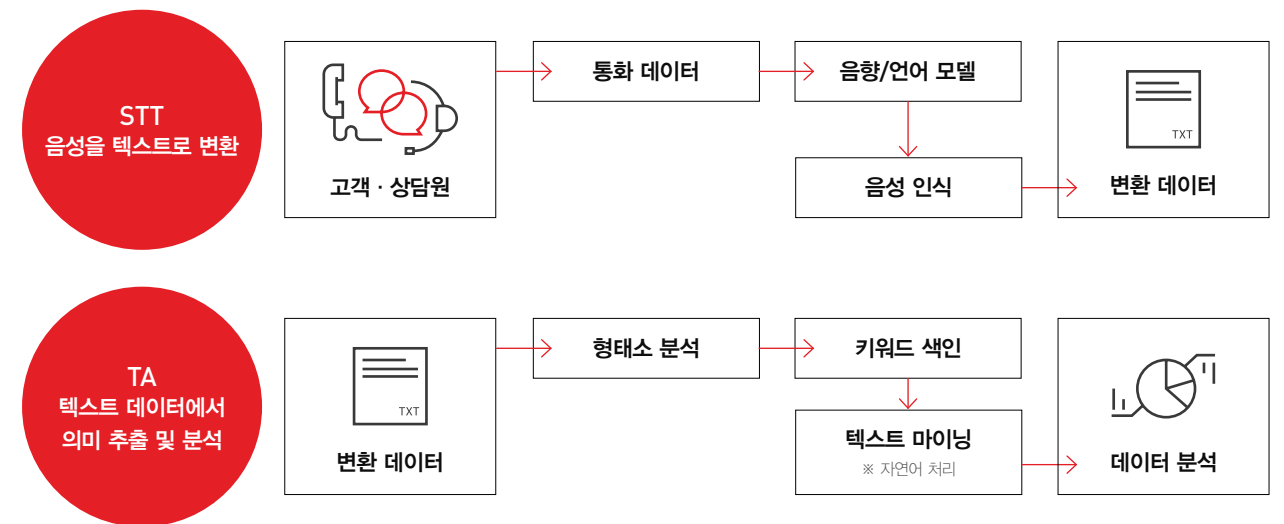 STT
음성을 텍스트로 변환
고객 · 상담원
통화 데이터
음향/언어 모델
음성 인식
TXT
변환 데이터
TA
텍스트 데이터에서
의미 추출 및 분석
TXT
변환 데이터
형태소 분석
키워드 색인
텍스트 마이닝
※ 자연어 처리
데이터 분석